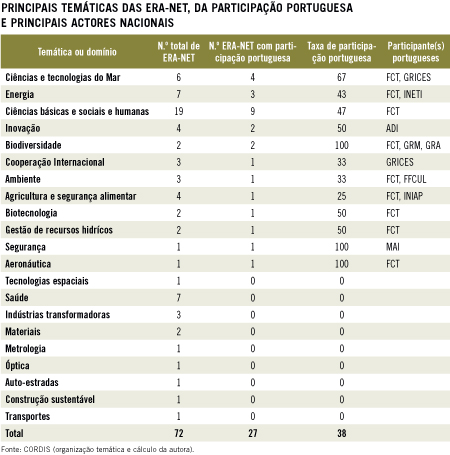 PRINCIPAIS TEMÁTICAS DAS ERA-NET, DA PARTICIPAÇÃO PORTUGUESA
E PRINCIPAIS ACTORES NACIONAIS
Temática ou domínio N.º total de ERA-NET N.º ERA-NET com parti-cipação portuguesa Taxa de participa-ção portuguesa Participante(s) portugueses
Ciências e tecnologias do Mar 6 4 67 FCT, GRICES
Energia 7 3 43 FCT, INETI
Ciências básicas e sociais e humanas 19 9 47 FCT
Inovação 4 2 50 ADI
Biodiversidade 2 2 100 FCT, GRM, GRA
Cooperação Internacional 3 1 33 GRICES
Ambiente 3 1 33 FCT, FFCUL
Agricultura e segurança alimentar 4 1 25 FCT, INIAP
Biotecnologia 2 1 50 FCT
Gestão de recursos hídricos 2 1 50 FCT
Segurança 1 1 100 MAI
Aeronáutica 1 1 100 FCT
Tecnologias espaciais 1 0 0
Saúde 7 0 0
Indústrias transformadoras 3 0 0
Materiais 2 0 0
Metrologia 1 0 0
Óptica 1 0 0
Auto-estradas 1 0 0
Construção sustentável 1 0 0
Transportes 1 0 0
Total 72 27 38
Fonte: CORDIS (organização temática e cálculo da autora).